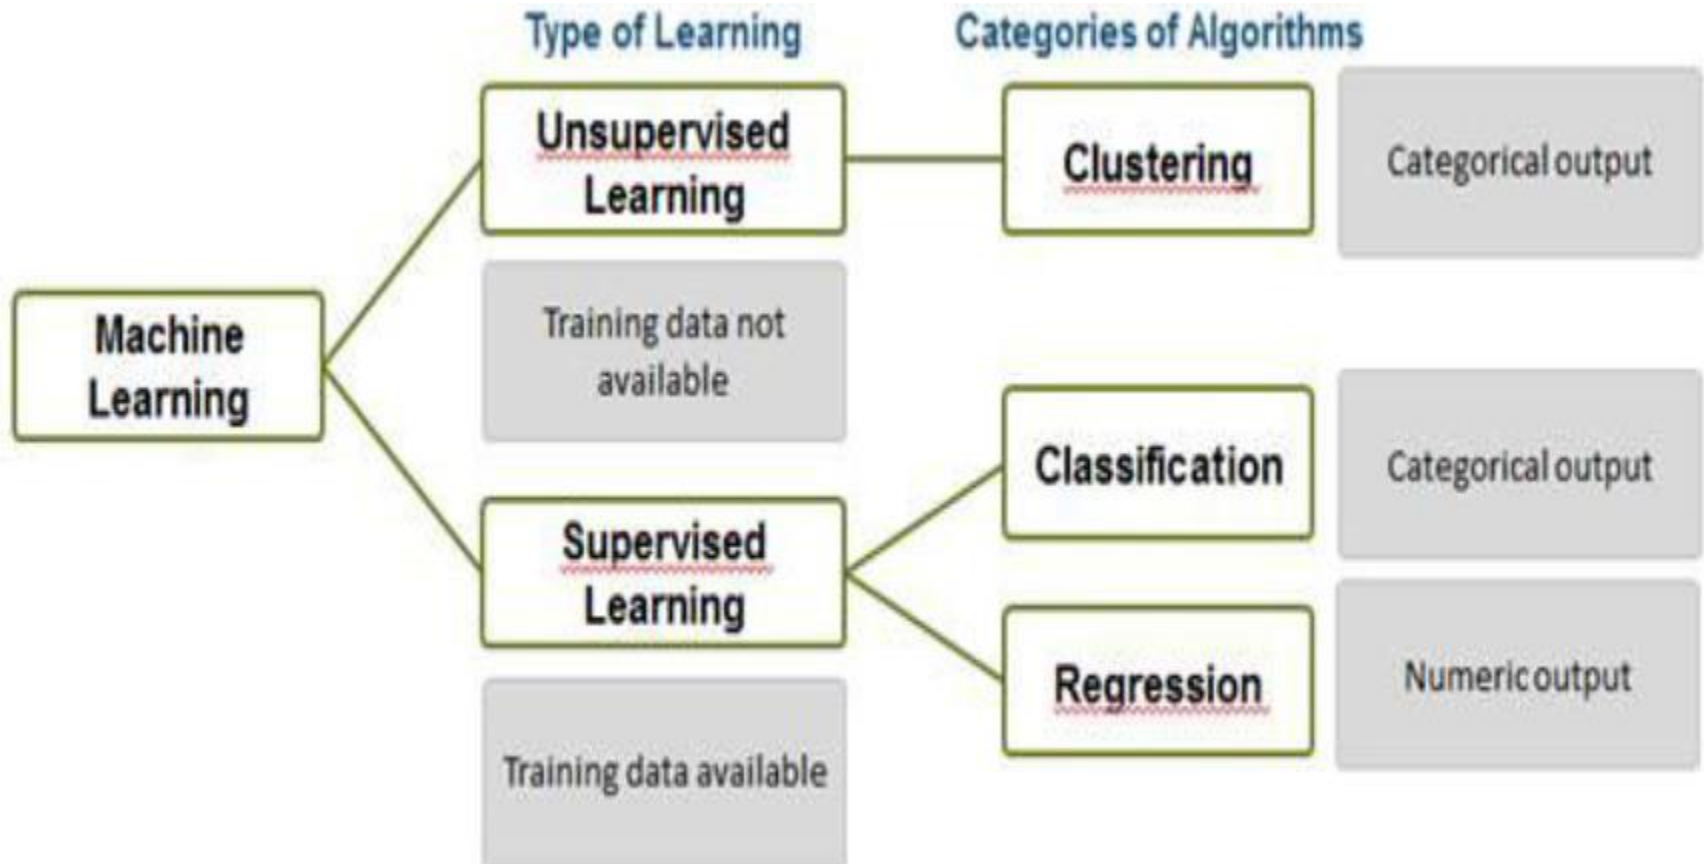 Type of Learning
Categories of Algorithms
Unsupervised
Learning
Clustering
Categorical output
Training data not
available
Machine
Learning
Classification
Categorical output
Supervised
Learning
Regression
Numeric output
Training data available